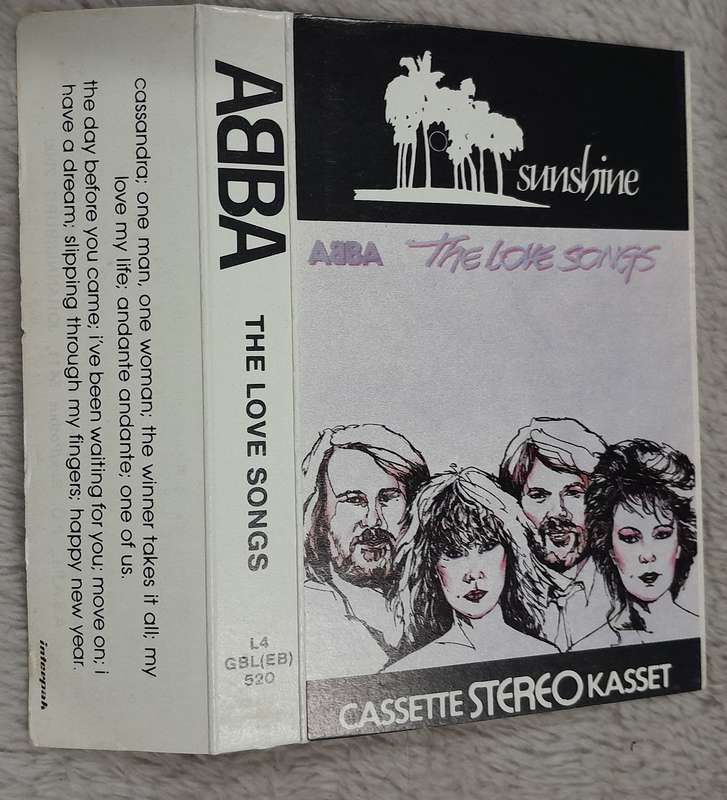 sunshine
ABBA THE LOVE SONGS
CASSETTE STEREO KASSET
ABBA THE LOVE SONGS
L4
GBL(EB)
520
cassandra; one man, one woman; the winner takes it all; my
love my life; andante andante; one of us.
the day before you came; i've been waiting for you; move on; i
have a dream; slipping through my fingers; happy new year.
interpak